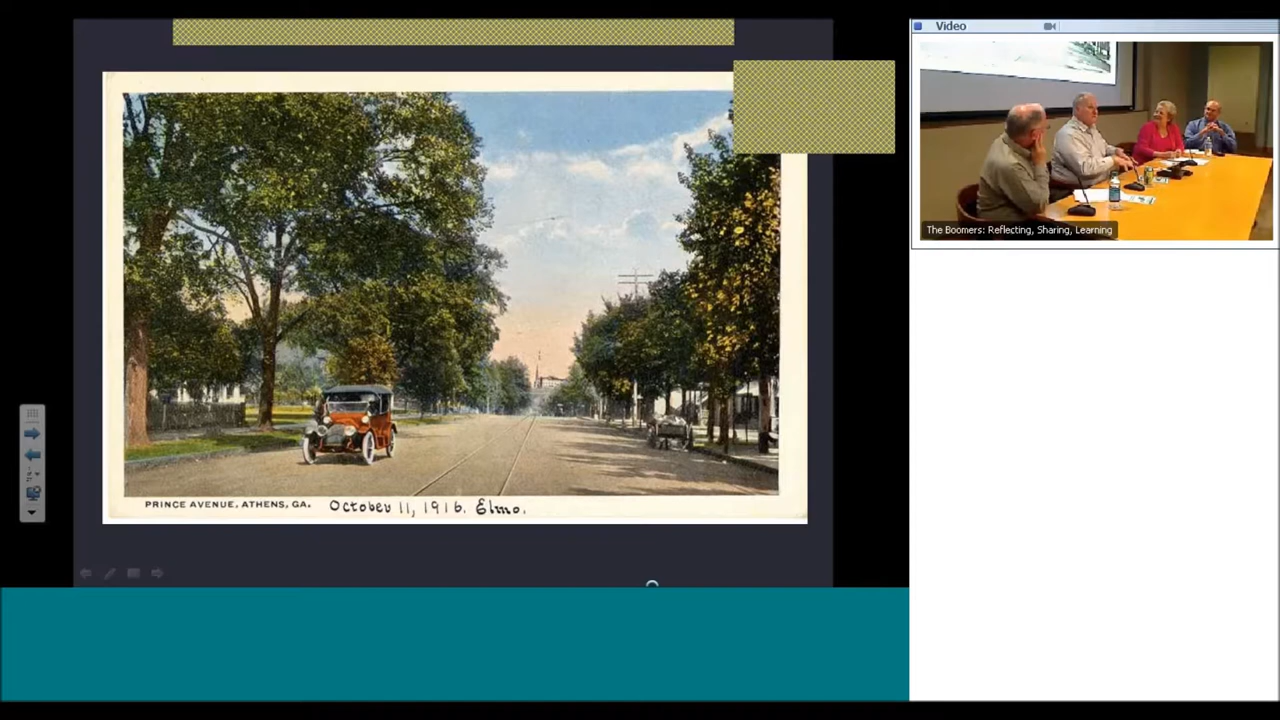 Video
The Boomers: Reflecting, Sharing, Learning
PRINCE AVENUE, ATHENS, GA. October 11, 1916. Elmo.